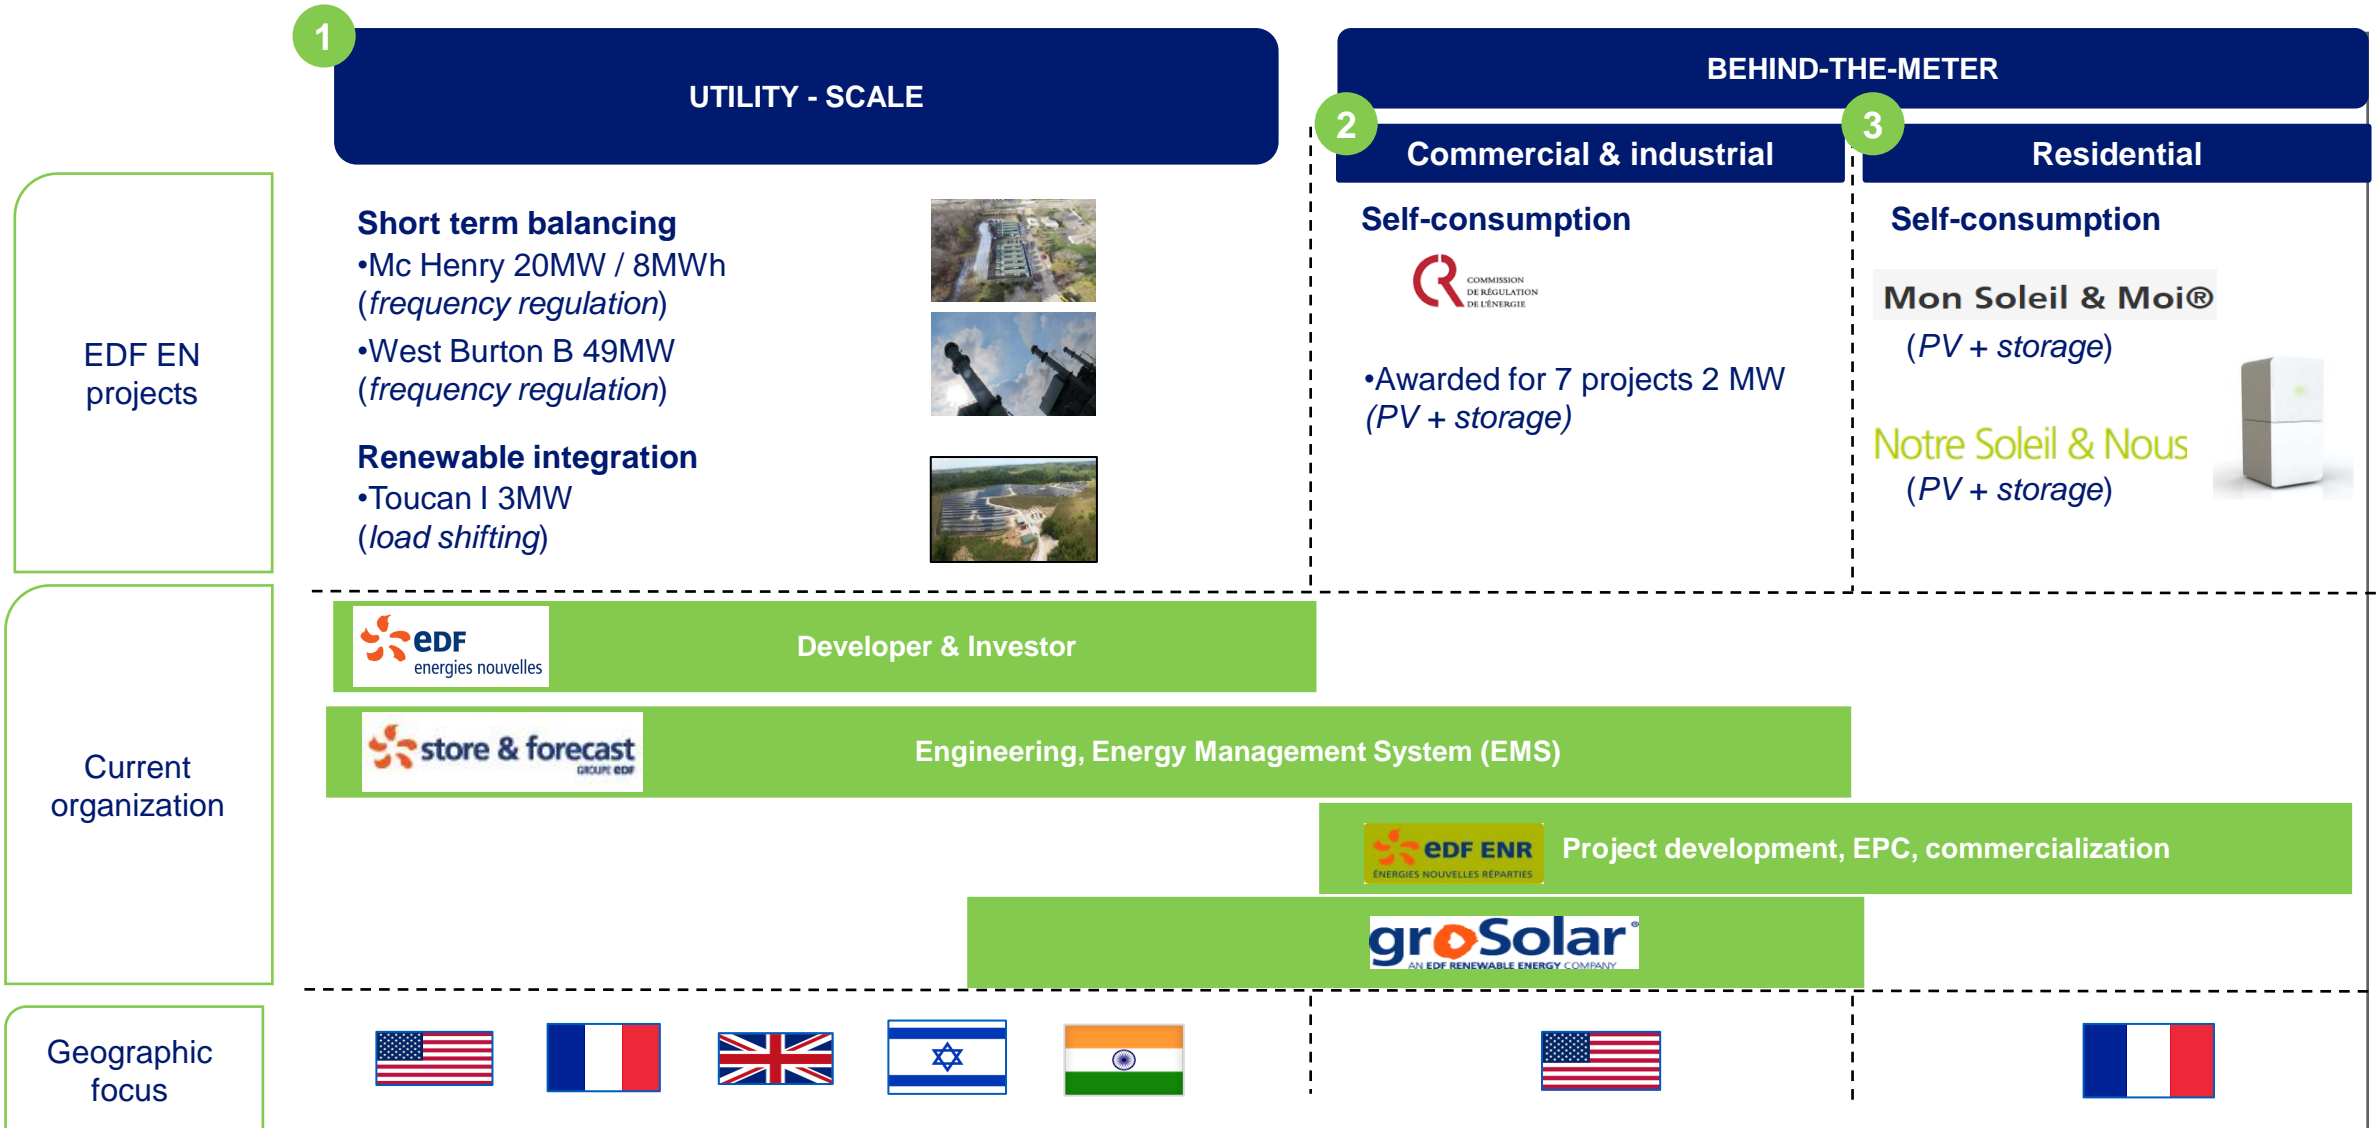 1
UTILITY - SCALE
BEHIND-THE-METER
2
Commercial & industrial
3
Residential
EDF EN
projects
Short term balancing
•Mc Henry 20MW / 8MWh
(frequency regulation)
•West Burton B 49MW
(frequency regulation)
Renewable integration
•Toucan I 3MW
(load shifting)
Self-consumption
CR
COMMISSION
DE RÉGULATION
DE L'ÉNERGIE
•Awarded for 7 projects 2 MW
(PV + storage)
Self-consumption
Mon Soleil & Moi®
(PV + storage)
Notre Soleil & Nous
(PV + storage)
Current
organization
eDF
energies nouvelles
Developer & Investor
store & forecast
GROUPE eDF
Engineering, Energy Management System (EMS)
eDF ENR
ÉNERGIES NOUVELLES RÉPARTIES
Project development, EPC, commercialization
groSolar®
AN EDF RENEWABLE ENERGY COMPANY
Geographic
focus